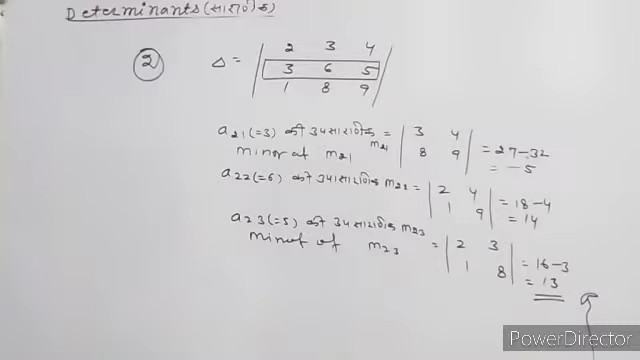 Determinants (सारणिक)
2 Δ = | 2 3 4 |
| 3 6 5 |
| 1 8 9 |
a21 (=3) की उपसारणिक m21 = | 3 4 | = 27-32
minor of m21 | 8 9 | = -5
a22 (=6) की उपसारणिक m22 = | 2 4 | = 18-4
| 1 9 | = 14
a23 (=5) की उपसारणिक m23 = | 2 3 | = 16-3
minor of m23 | 1 8 | = 13
PowerDirector